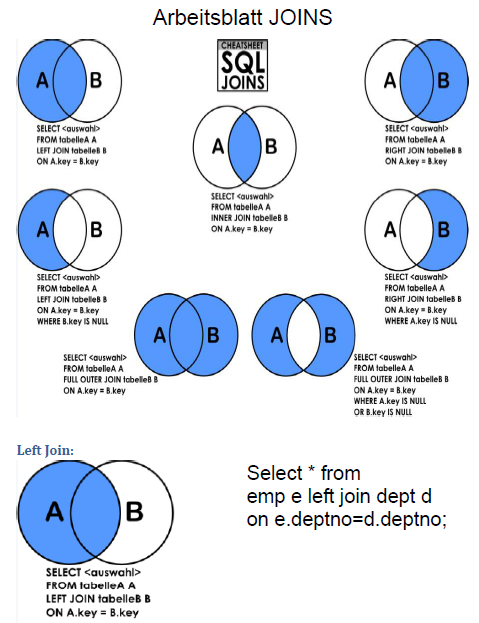 Arbeitsblatt JOINS
CHEATSHEET
SQL
JOINS
A B
SELECT <auswahl>
FROM tabelleA A
LEFT JOIN tabelleB B
ON A.key = B.key
A B
SELECT <auswahl>
FROM tabelleA A
INNER JOIN tabelleB B
ON A.key = B.key
A B
SELECT <auswahl>
FROM tabelleA A
RIGHT JOIN tabelleB B
ON A.key = B.key
A B
SELECT <auswahl>
FROM tabelleA A
LEFT JOIN tabelleB B
ON A.key = B.key
WHERE B.key IS NULL
A B
SELECT <auswahl>
FROM tabelleA A
RIGHT JOIN tabelleB B
ON A.key = B.key
WHERE A.key IS NULL
A B
SELECT <auswahl>
FROM tabelleA A
FULL OUTER JOIN tabelleB B
ON A.key = B.key
A B
SELECT <auswahl>
FROM tabelleA A
FULL OUTER JOIN tabelleB B
ON A.key = B.key
WHERE A.key IS NULL
OR B.key IS NULL
Left Join:
A B
SELECT <auswahl>
FROM tabelleA A
LEFT JOIN tabelleB B
ON A.key = B.key
Select * from
emp e left join dept d
on e.deptno=d.deptno;